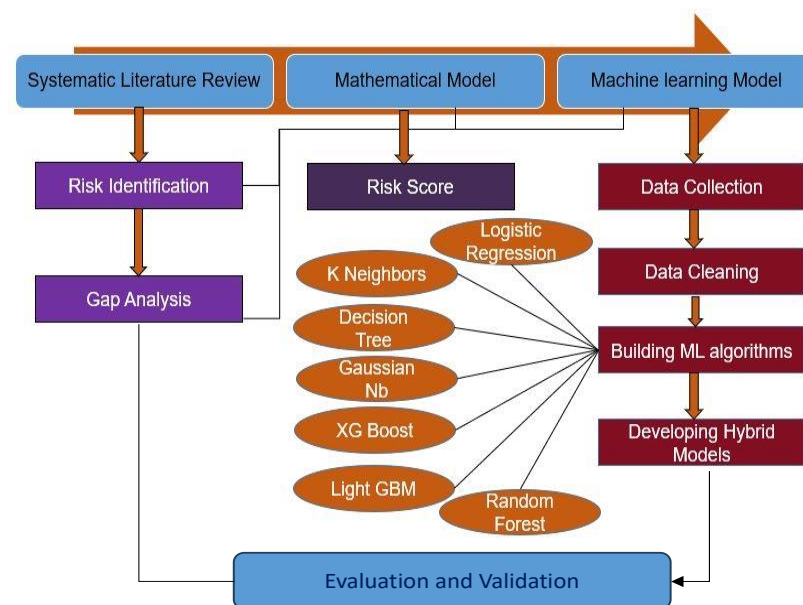 Systematic Literature Review
Mathematical Model
Machine learning Model
Risk Identification
Risk Score
Data Collection
Logistic
Regression
K Neighbors
Data Cleaning
Gap Analysis
Decision
Tree
Building ML algorithms
Gaussian
Nb
XG Boost
Developing Hybrid
Models
Light GBM
Random
Forest
Evaluation and Validation